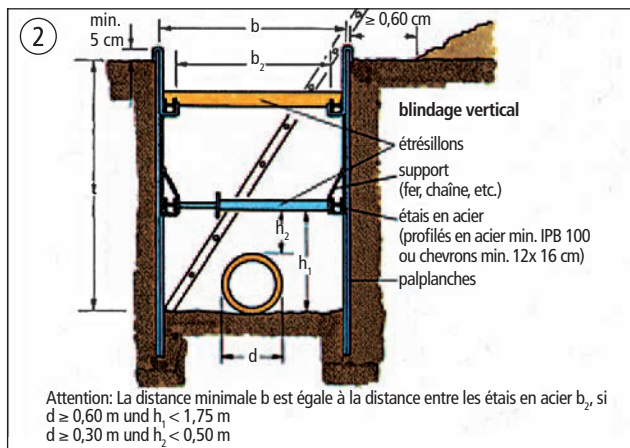 2
min.
5 cm
b
≥ 0,60 cm
b₂
blindage vertical
étrésillons
support
(fer, chaîne, etc.)
étais en acier
(profilés en acier min. IPB 100
ou chevrons min. 12x 16 cm)
palplanches
h₂
h₁
d
Attention: La distance minimale b est égale à la distance entre les étais en acier b₂, si
d ≥ 0,60 m und h₁ < 1,75 m
d ≥ 0,30 m und h₂ < 0,50 m